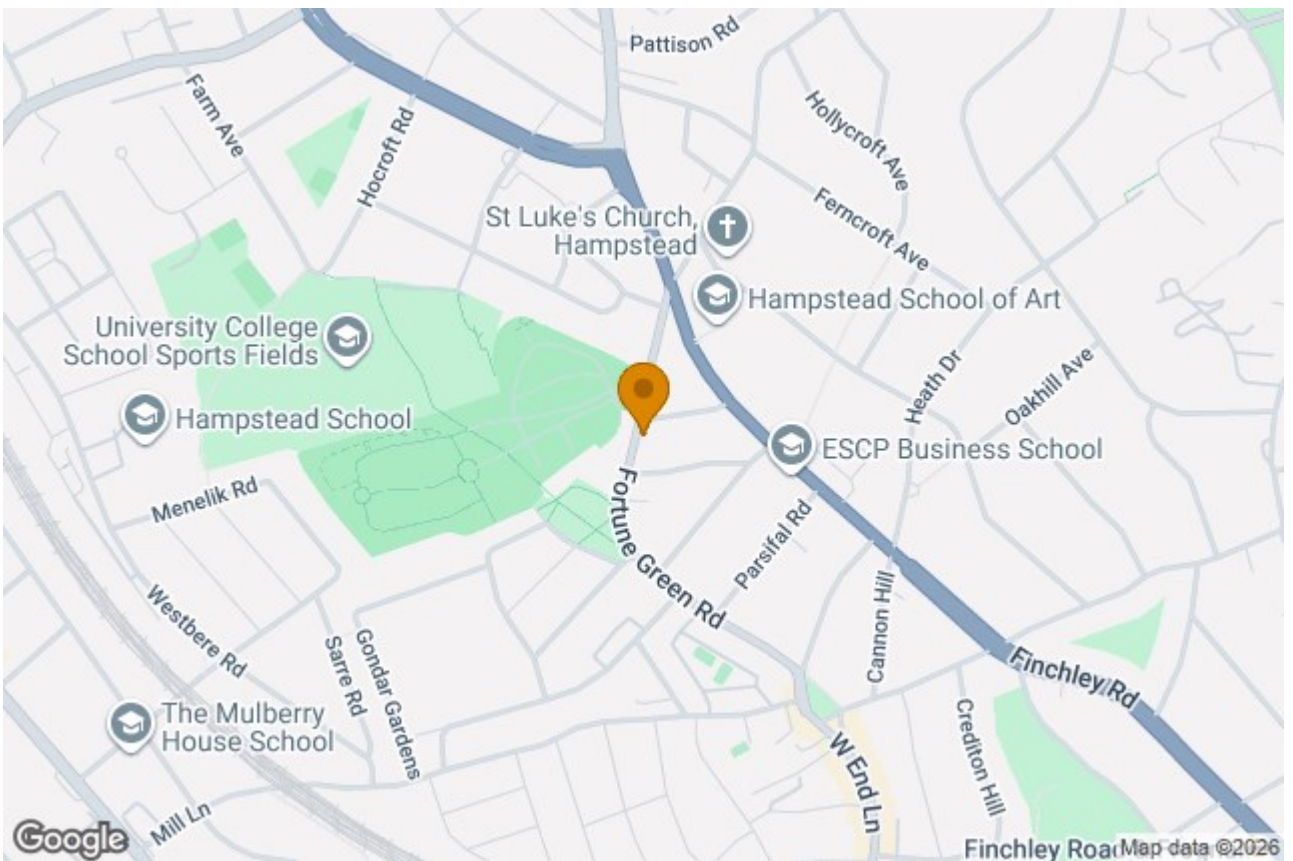 Pattison Rd
Farm Ave
Hollycroft Ave
Hocroft Rd
St Luke's Church,
Hampstead
Ferncroft Ave
Hampstead School of Art
University College
School Sports Fields
Heath Dr
Oakhill Ave
Hampstead School
ESCP Business School
Menelik Rd
Fortune Green Rd
Parsifal Rd
Westbere Rd
Sarre Rd
Gondar Gardens
Cannon Hill
Finchley Rd
The Mulberry
House School
Crediton Hill
W End Ln
Mill Ln
Google
Finchley Road
Map data ©2026